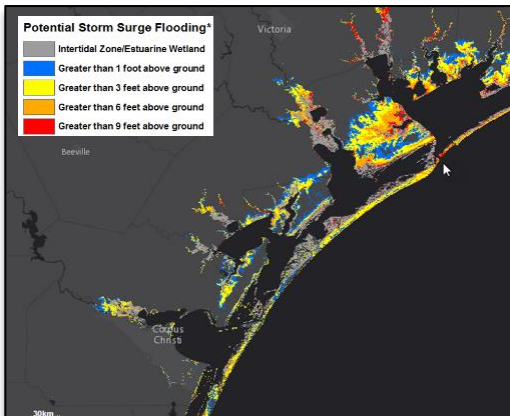 Potential Storm Surge Flooding*
Victoria
Intertidal Zone/Estuarine Wetland
Greater than 1 foot above ground
Greater than 3 feet above ground
Greater than 6 feet above ground
Greater than 9 feet above ground
Beeville
Corpus
Christi
30km